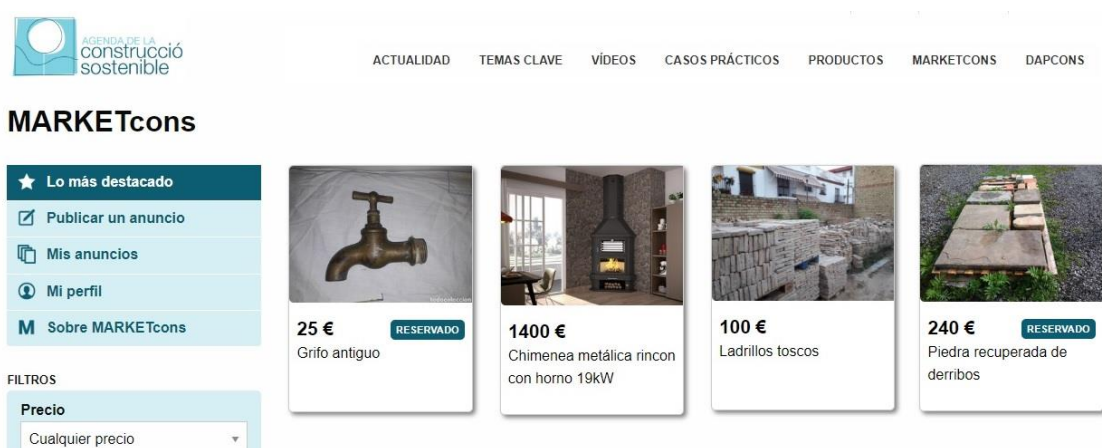 AGENDA DE LA
construcció
sostenible
ACTUALIDAD TEMAS CLAVE VÍDEOS CASOS PRÁCTICOS PRODUCTOS MARKETCONS DAPCONS
MARKETcons
Lo más destacado
Publicar un anuncio
Mis anuncios
Mi perfil
M Sobre MARKETcons
FILTROS
Precio
Cualquier precio
todocoleccion
25 € RESERVADO
Grifo antiguo
1400 €
Chimenea metálica rincon
con horno 19kW
100 €
Ladrillos toscos
240 € RESERVADO
Piedra recuperada de
derribos